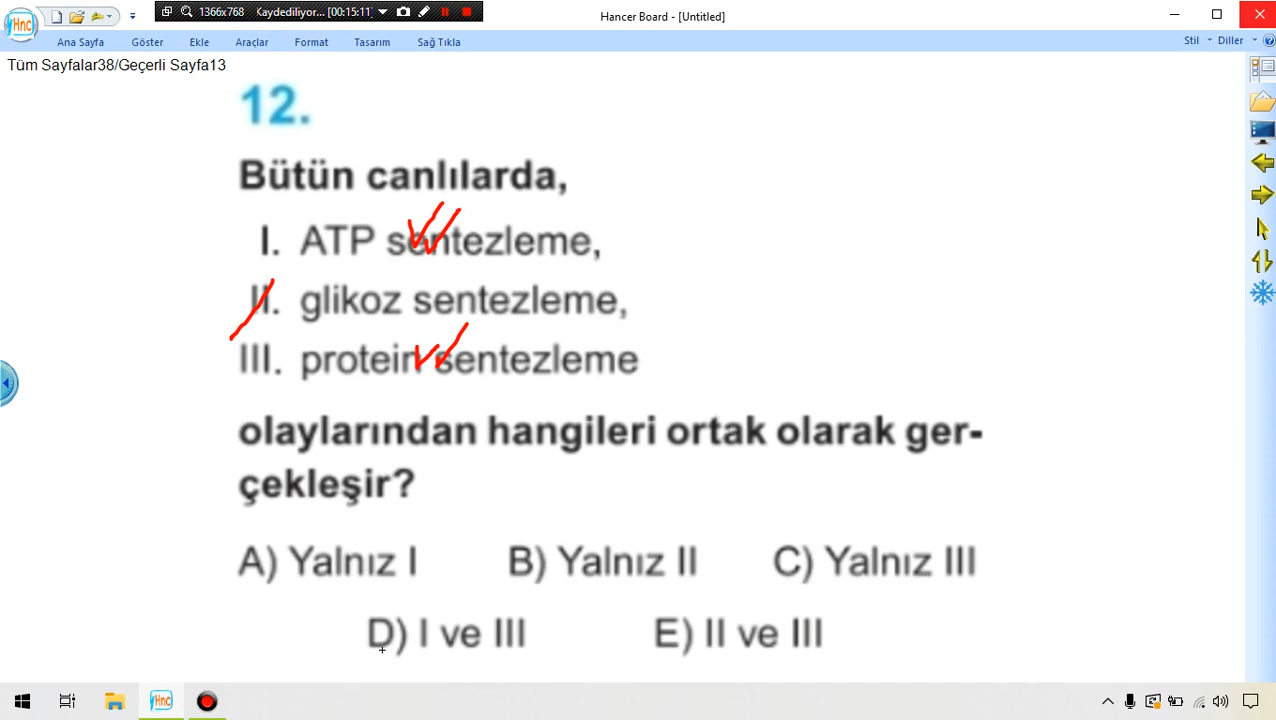 Hnc
1366x768 Kaydediliyor... [00:15:11]
Hancer Board - [Untitled]
Ana Sayfa Göster Ekle Araçlar Format Tasarım Sağ Tıkla
Stil Diller
Tüm Sayfalar38/Geçerli Sayfa13
12.
Bütün canlılarda,
I. ATP sentezleme,
II. glikoz sentezleme,
III. protein sentezleme
olaylarından hangileri ortak olarak ger-
çekleşir?
A) Yalnız I B) Yalnız II C) Yalnız III
D) I ve III E) II ve III
Hnc